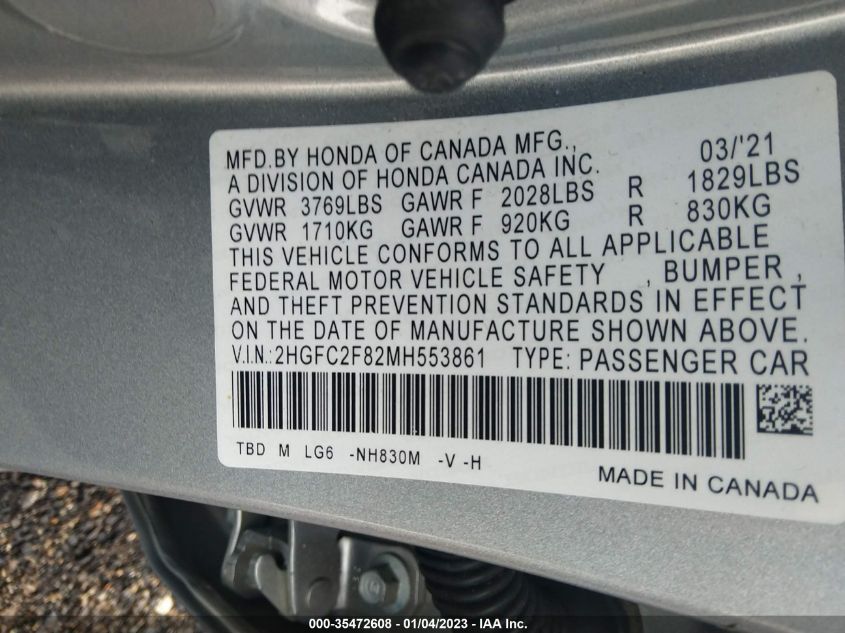 MFD.BY HONDA OF CANADA MFG., 03/'21
A DIVISION OF HONDA CANADA INC.
GVWR 3769LBS GAWR F 2028LBS R 1829LBS
GVWR 1710KG GAWR F 920KG R 830KG
THIS VEHICLE CONFORMS TO ALL APPLICABLE
FEDERAL MOTOR VEHICLE SAFETY , BUMPER ,
AND THEFT PREVENTION STANDARDS IN EFFECT
ON THE DATE OF MANUFACTURE SHOWN ABOVE.
V.I.N.:2HGFC2F82MH553861 TYPE: PASSENGER CAR
TBD M LG6 -NH830M -V -H
MADE IN CANADA
000-35472608 - 01/04/2023 - IAA Inc.